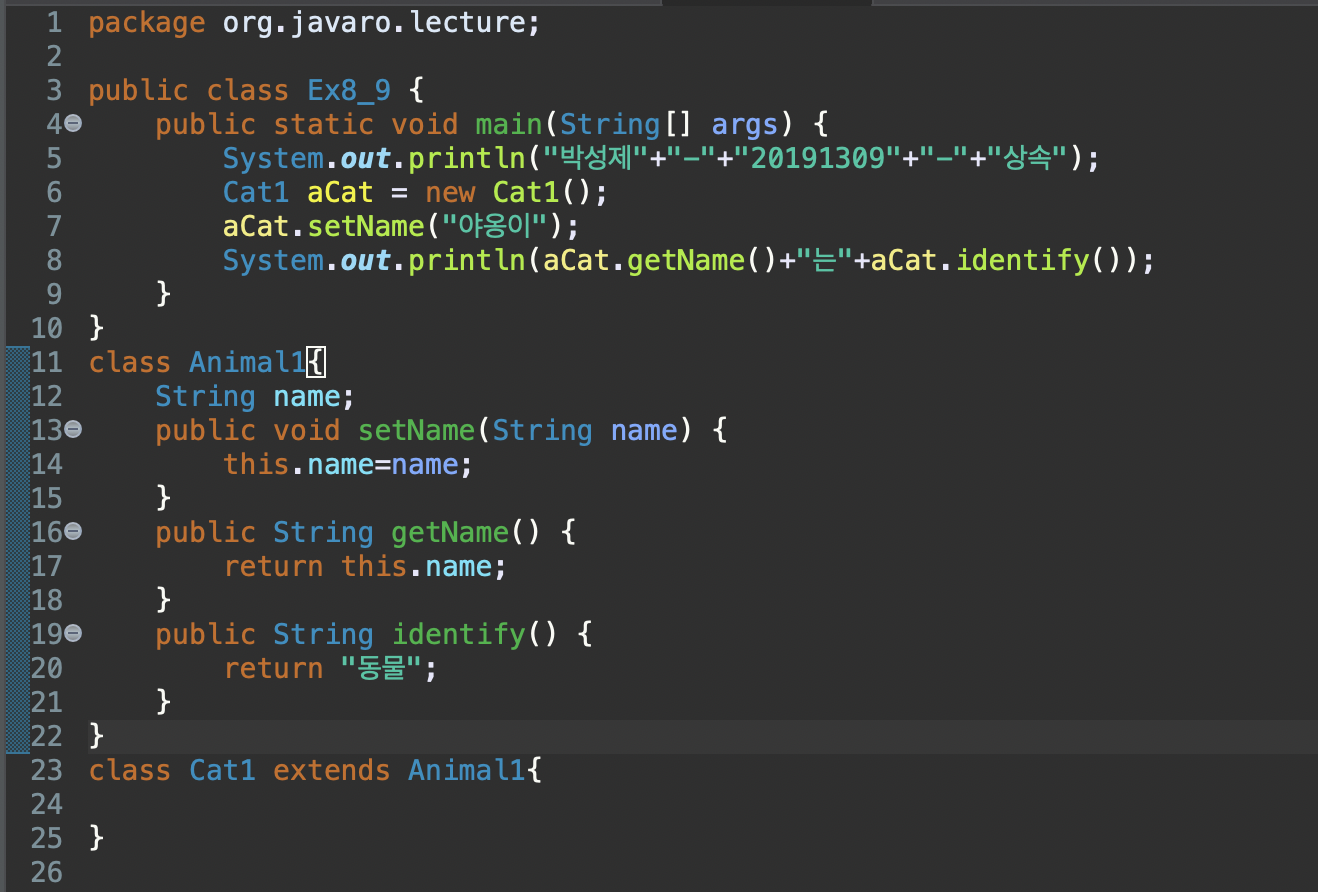 1 package org.javaro.lecture;
2
3 public class Ex8_9 {
4 public static void main(String[] args) {
5 System.out.println("박성제"+"-"+"20191309"+"-"+"상속");
6 Cat1 aCat = new Cat1();
7 aCat.setName("야옹이");
8 System.out.println(aCat.getName()+"는"+aCat.identify());
9 }
10 }
11 class Animal1{
12 String name;
13 public void setName(String name) {
14 this.name=name;
15 }
16 public String getName() {
17 return this.name;
18 }
19 public String identify() {
20 return "동물";
21 }
22 }
23 class Cat1 extends Animal1{
24
25 }
26